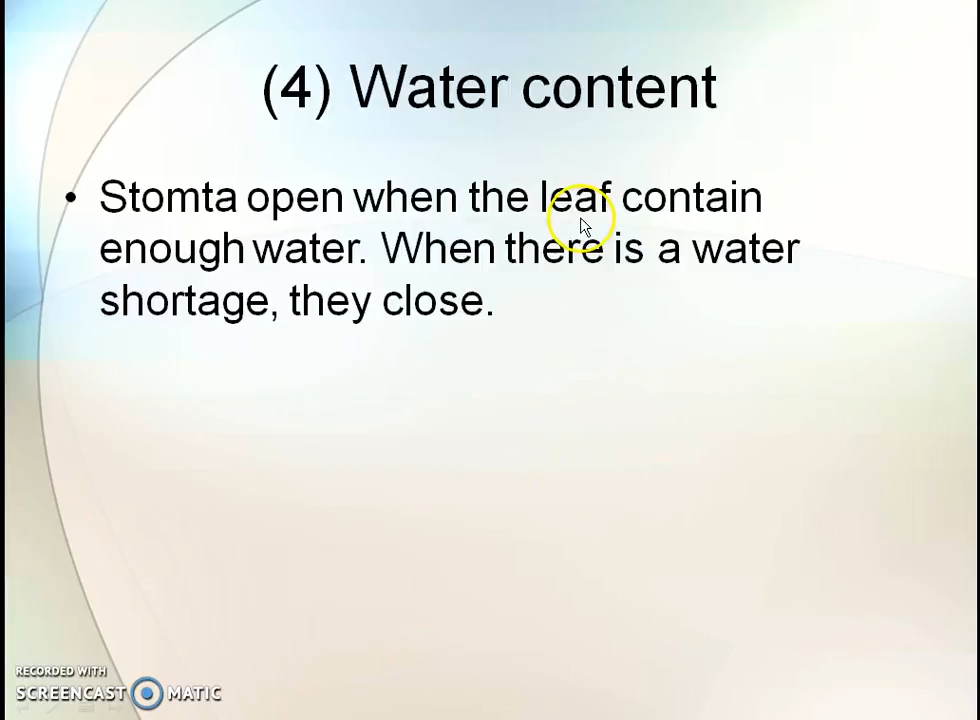 (4) Water content
• Stomta open when the leaf contain
enough water. When there is a water
shortage, they close.
RECORDED WITH
SCREENCAST MATIC